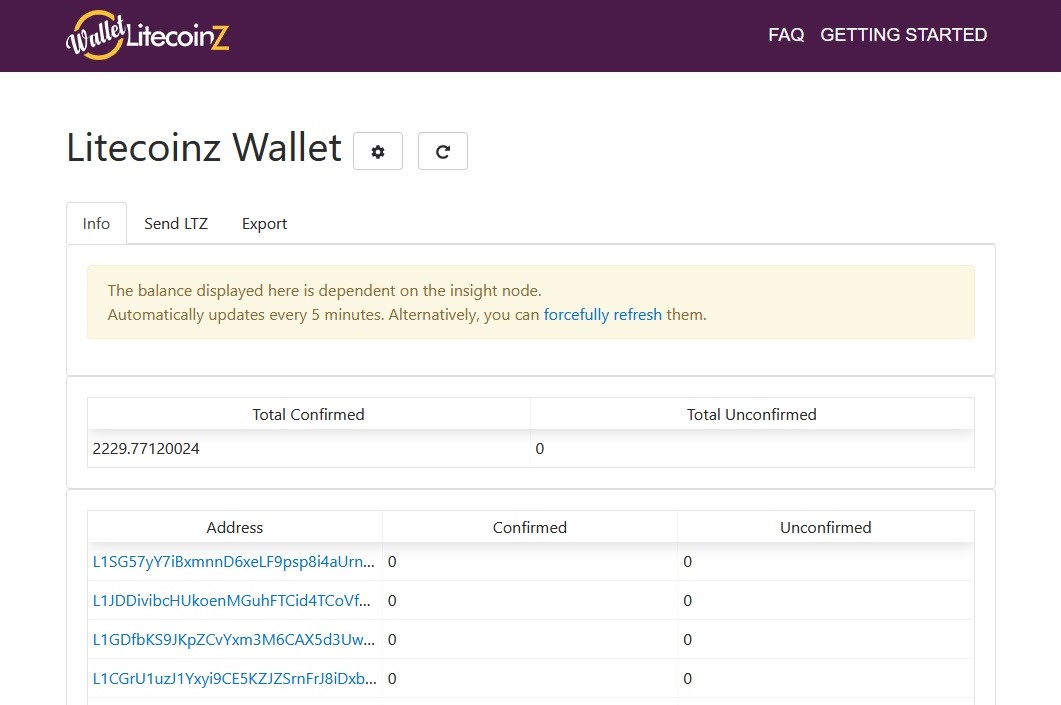 Wallet LitecoinZ
FAQ GETTING STARTED
Litecoinz Wallet
Info Send LTZ Export
The balance displayed here is dependent on the insight node.
Automatically updates every 5 minutes. Alternatively, you can forcefully refresh them.
Total Confirmed Total Unconfirmed
2229.77120024 0
Address Confirmed Unconfirmed
L1SG57yY7iBxmnnD6xeLF9psp8i4aUrn... 0 0
L1JDDivibcHUkoenMGuhFTCid4TCoVf... 0 0
L1GDfbKS9JKpZCvYxm3M6CAX5d3Uw... 0 0
L1CGrU1uzJ1Yxyi9CE5KZJZSrnFrJ8iDxb... 0 0